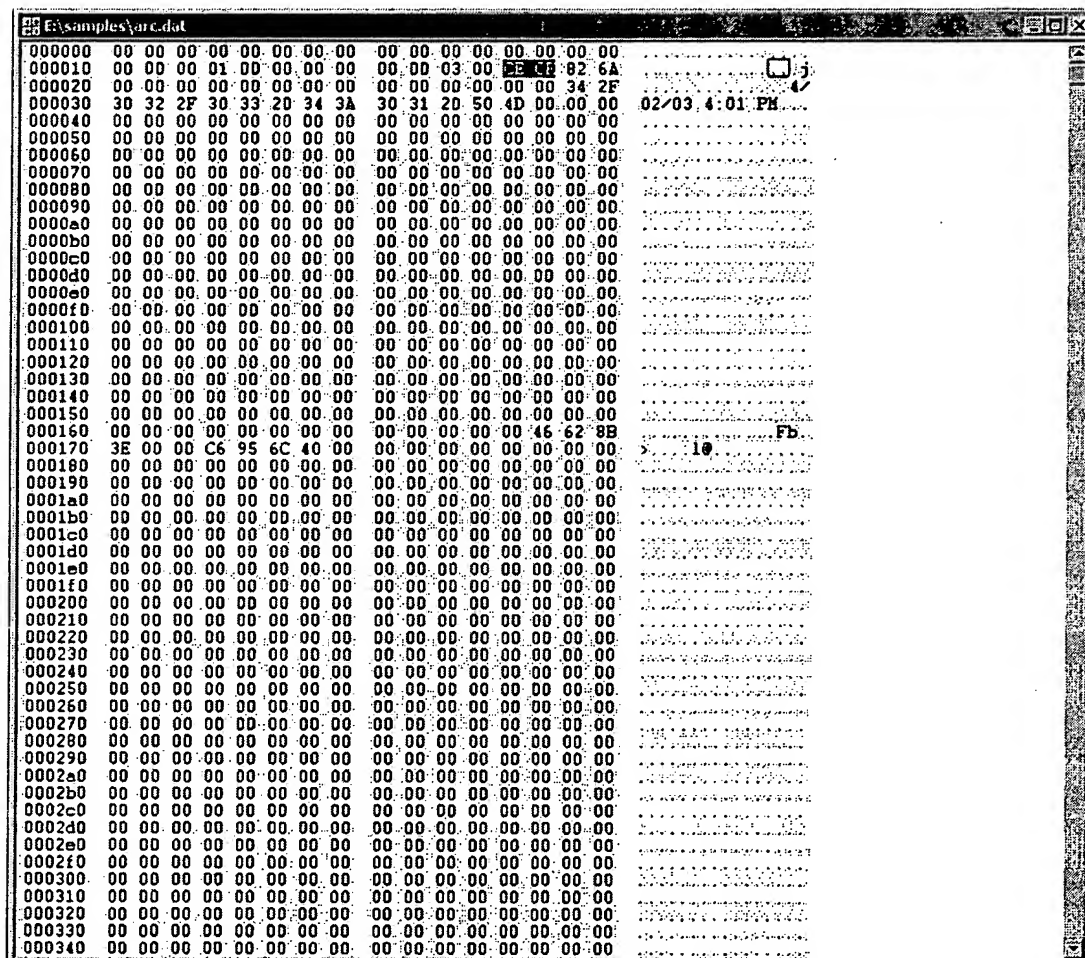 E:\samples\arc.dat
000000 00 00 00 00 00 00 00 00 00 00 00 00 00 00 00 00 ................
000010 00 00 00 01 00 00 00 00 00 00 03 00 82 6A j
000020 00 00 00 00 00 00 00 00 00 00 00 00 00 00 34 2F ..............4/
000030 30 32 2F 30 33 20 34 3A 30 31 20 50 4D 00 00 00 02/03 4:01 PM...
000040 00 00 00 00 00 00 00 00 00 00 00 00 00 00 00 00 ................
000050 00 00 00 00 00 00 00 00 00 00 00 00 00 00 00 00 ................
000060 00 00 00 00 00 00 00 00 00 00 00 00 00 00 00 00 ................
000070 00 00 00 00 00 00 00 00 00 00 00 00 00 00 00 00 ................
000080 00 00 00 00 00 00 00 00 00 00 00 00 00 00 00 00 ................
000090 00 00 00 00 00 00 00 00 00 00 00 00 00 00 00 00 ................
0000a0 00 00 00 00 00 00 00 00 00 00 00 00 00 00 00 00 ................
0000b0 00 00 00 00 00 00 00 00 00 00 00 00 00 00 00 00 ................
0000c0 00 00 00 00 00 00 00 00 00 00 00 00 00 00 00 00 ................
0000d0 00 00 00 00 00 00 00 00 00 00 00 00 00 00 00 00 ................
0000e0 00 00 00 00 00 00 00 00 00 00 00 00 00 00 00 00 ................
0000f0 00 00 00 00 00 00 00 00 00 00 00 00 00 00 00 00 ................
000100 00 00 00 00 00 00 00 00 00 00 00 00 00 00 00 00 ................
000110 00 00 00 00 00 00 00 00 00 00 00 00 00 00 00 00 ................
000120 00 00 00 00 00 00 00 00 00 00 00 00 00 00 00 00 ................
000130 00 00 00 00 00 00 00 00 00 00 00 00 00 00 00 00 ................
000140 00 00 00 00 00 00 00 00 00 00 00 00 00 00 00 00 ................
000150 00 00 00 00 00 00 00 00 00 00 00 00 00 00 00 00 ................
000160 00 00 00 00 00 00 00 00 00 00 00 00 00 46 62 8B .............Fb.
000170 3E 00 00 C6 95 6C 40 00 00 00 00 00 00 00 00 00 > l@.........
000180 00 00 00 00 00 00 00 00 00 00 00 00 00 00 00 00 ................
000190 00 00 00 00 00 00 00 00 00 00 00 00 00 00 00 00 ................
0001a0 00 00 00 00 00 00 00 00 00 00 00 00 00 00 00 00 ................
0001b0 00 00 00 00 00 00 00 00 00 00 00 00 00 00 00 00 ................
0001c0 00 00 00 00 00 00 00 00 00 00 00 00 00 00 00 00 ................
0001d0 00 00 00 00 00 00 00 00 00 00 00 00 00 00 00 00 ................
0001e0 00 00 00 00 00 00 00 00 00 00 00 00 00 00 00 00 ................
0001f0 00 00 00 00 00 00 00 00 00 00 00 00 00 00 00 00 ................
000200 00 00 00 00 00 00 00 00 00 00 00 00 00 00 00 00 ................
000210 00 00 00 00 00 00 00 00 00 00 00 00 00 00 00 00 ................
000220 00 00 00 00 00 00 00 00 00 00 00 00 00 00 00 00 ................
000230 00 00 00 00 00 00 00 00 00 00 00 00 00 00 00 00 ................
000240 00 00 00 00 00 00 00 00 00 00 00 00 00 00 00 00 ................
000250 00 00 00 00 00 00 00 00 00 00 00 00 00 00 00 00 ................
000260 00 00 00 00 00 00 00 00 00 00 00 00 00 00 00 00 ................
000270 00 00 00 00 00 00 00 00 00 00 00 00 00 00 00 00 ................
000280 00 00 00 00 00 00 00 00 00 00 00 00 00 00 00 00 ................
000290 00 00 00 00 00 00 00 00 00 00 00 00 00 00 00 00 ................
0002a0 00 00 00 00 00 00 00 00 00 00 00 00 00 00 00 00 ................
0002b0 00 00 00 00 00 00 00 00 00 00 00 00 00 00 00 00 ................
0002c0 00 00 00 00 00 00 00 00 00 00 00 00 00 00 00 00 ................
0002d0 00 00 00 00 00 00 00 00 00 00 00 00 00 00 00 00 ................
0002e0 00 00 00 00 00 00 00 00 00 00 00 00 00 00 00 00 ................
0002f0 00 00 00 00 00 00 00 00 00 00 00 00 00 00 00 00 ................
000300 00 00 00 00 00 00 00 00 00 00 00 00 00 00 00 00 ................
000310 00 00 00 00 00 00 00 00 00 00 00 00 00 00 00 00 ................
000320 00 00 00 00 00 00 00 00 00 00 00 00 00 00 00 00 ................
000330 00 00 00 00 00 00 00 00 00 00 00 00 00 00 00 00 ................
000340 00 00 00 00 00 00 00 00 00 00 00 00 00 00 00 00 ................